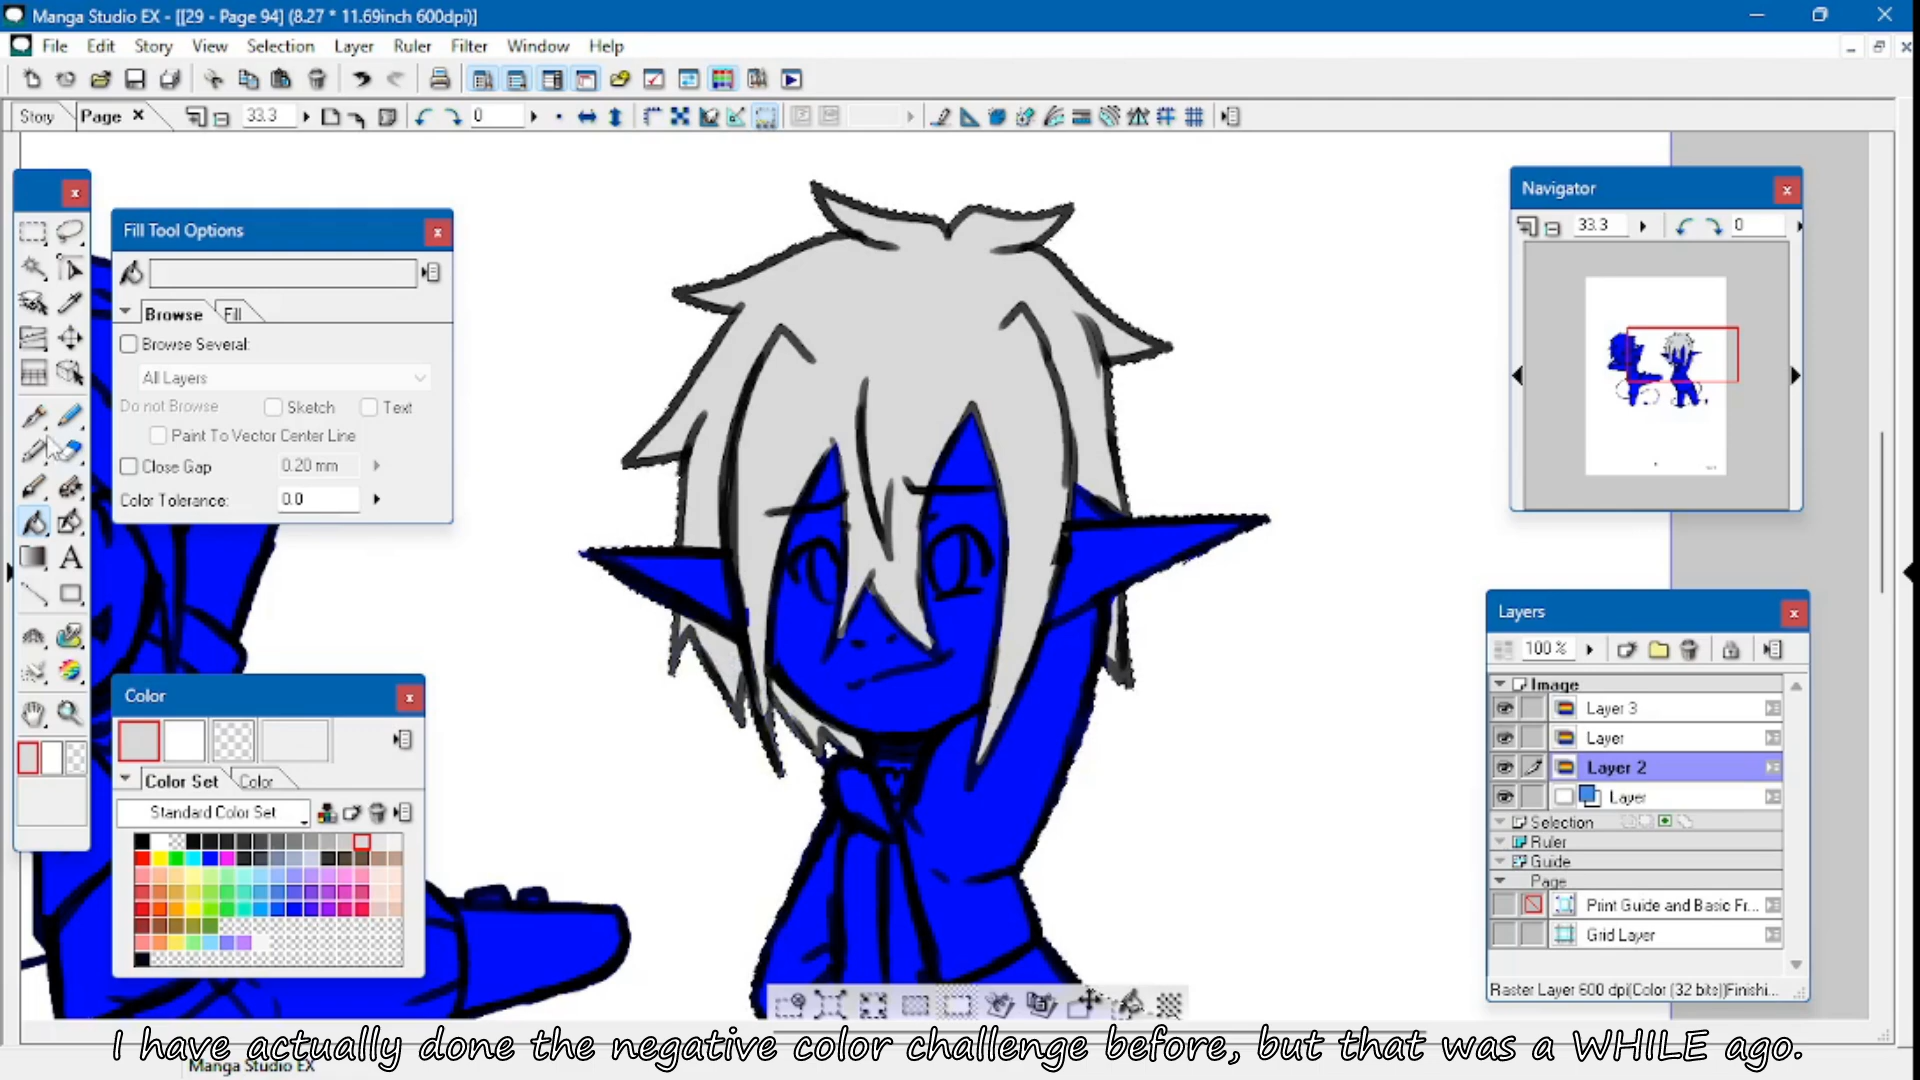 Manga Studio EX - [[29 - Page 94] (8.27 * 11.69inch 600dpi)]
File Edit Story View Selection Layer Ruler Filter Window Help
Story Page 33.3 0
Fill Tool Options
Browse Fill
Browse Several:
All Layers
Do not Browse Sketch Text
Paint To Vector Center Line
Close Gap 0.20 mm
Color Tolerance: 0.0
Color
Color Set Color
Standard Color Set
Navigator
33.3 0
Layers
100 %
Image
Layer 3
Layer
Layer 2
Layer
Selection
Ruler
Guide
Page
Print Guide and Basic Fr...
Grid Layer
Raster Layer 600 dpi(Color (32 bits))Finishi...
I have actually done the negative color challenge before, but that was a WHILE ago.
Manga Studio EX